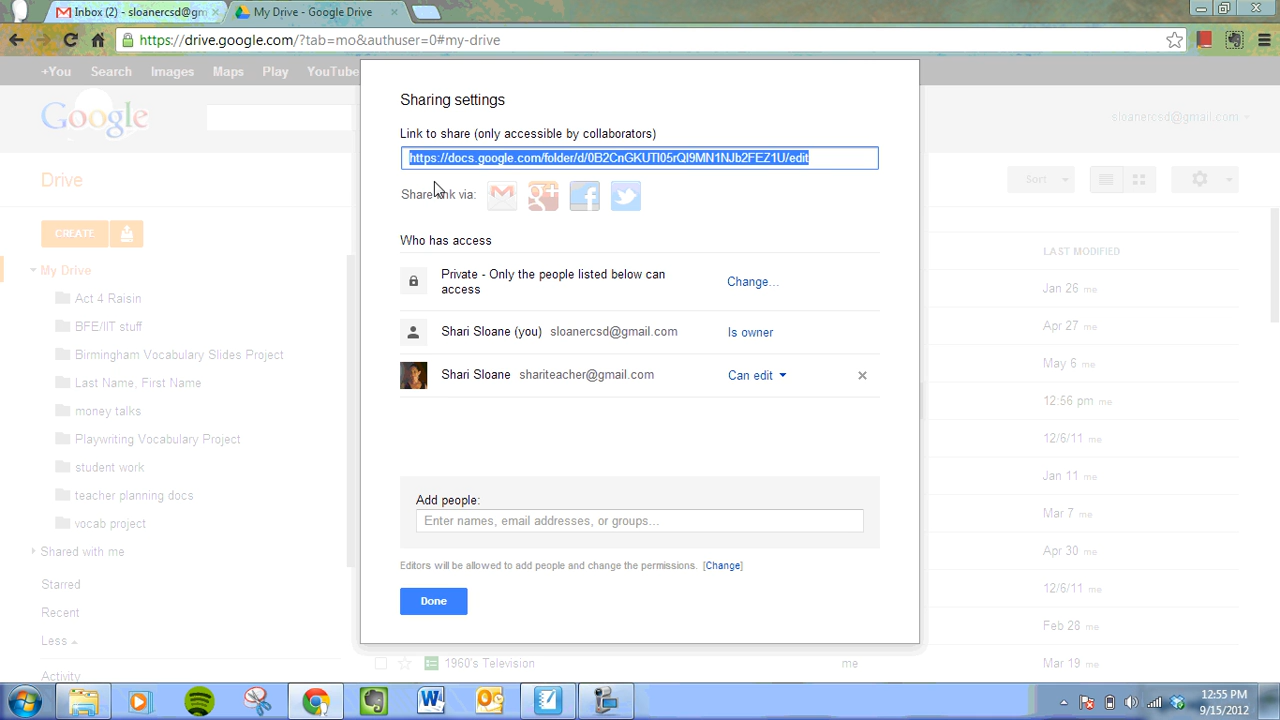 Inbox (2) - sloanercsd@gm
My Drive - Google Drive
https://drive.google.com/?tab=mo&authuser=0#my-drive
+You Search Images Maps Play YouTube
Google
sloanercsd@gmail.com
Drive
Sort
CREATE
My Drive
Act 4 Raisin
BFE/IIT stuff
Birmingham Vocabulary Slides Project
Last Name, First Name
money talks
Playwriting Vocabulary Project
student work
teacher planning docs
vocab project
Shared with me
Starred
Recent
Less
Activity
Sharing settings
Link to share (only accessible by collaborators)
https://docs.google.com/folder/d/0B2CnGKUTl05rQl9MN1NJb2FEZ1U/edit
Share link via:
Who has access
Private - Only the people listed below can
access
Change...
Shari Sloane (you) sloanercsd@gmail.com Is owner
Shari Sloane shariteacher@gmail.com Can edit
Add people:
Enter names, email addresses, or groups...
Editors will be allowed to add people and change the permissions. [Change]
Done
LAST MODIFIED
Jan 26 me
Apr 27 me
May 6 me
12:56 pm me
12/6/11 me
Jan 11 me
Mar 7 me
Apr 30 me
12/6/11 me
Feb 28 me
1960's Television me Mar 19 me
12:55 PM
9/15/2012